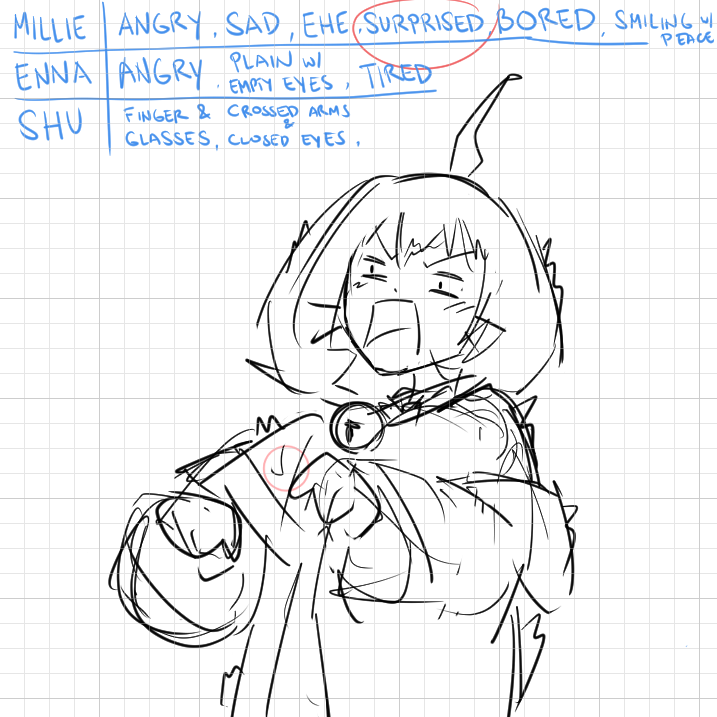 MILLIE | ANGRY, SAD, EHE, SURPRISED, BORED, SMILING W/ PEACE
ENNA | ANGRY, PLAIN W/ EMPTY EYES, TIRED
SHU | FINGER & GLASSES, CROSSED ARMS & CLOSED EYES,